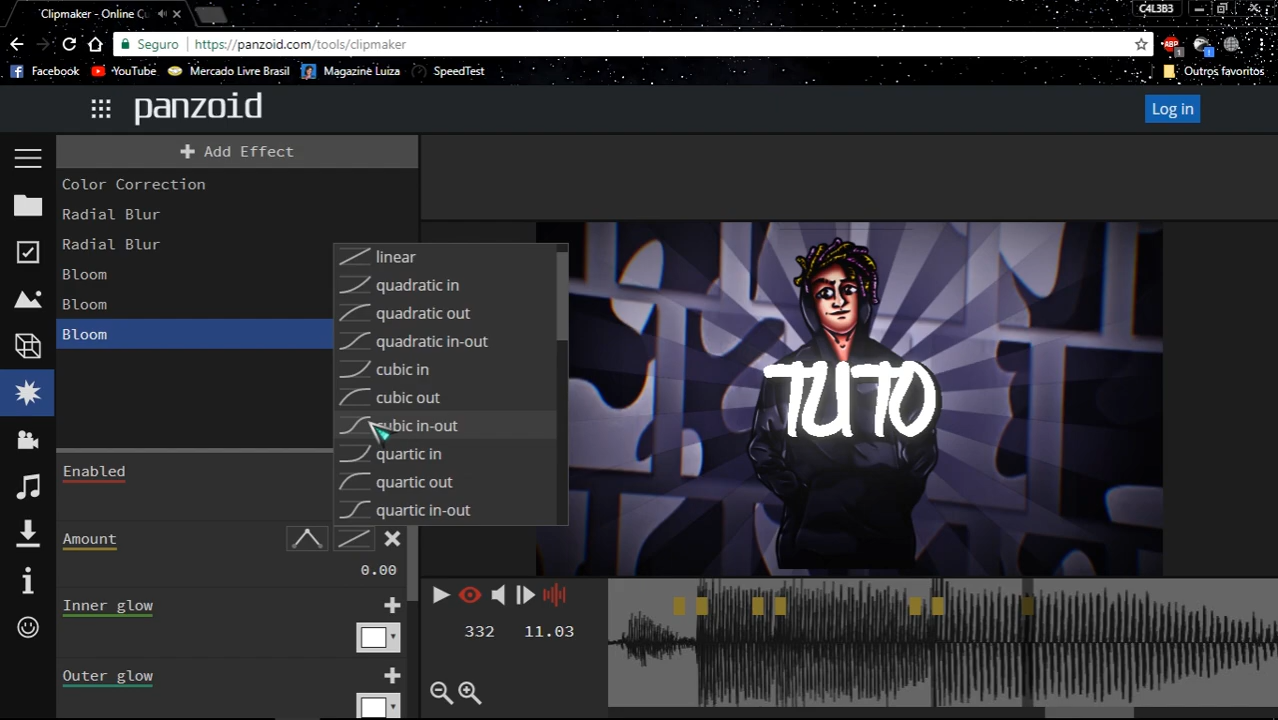 Clipmaker - Online
C4L3B3
Seguro
https://panzoid.com/tools/clipmaker
ABP
1
1
Facebook
YouTube
Mercado Livre Brasil
Magazine Luiza
SpeedTest
Outros favoritos
panzoid
Log in
Add Effect
Color Correction
Radial Blur
Radial Blur
Bloom
Bloom
Bloom
linear
quadratic in
quadratic out
quadratic in-out
cubic in
cubic out
cubic in-out
quartic in
quartic out
quartic in-out
TUTO
Enabled
Amount
0.00
Inner glow
Outer glow
332
11.03